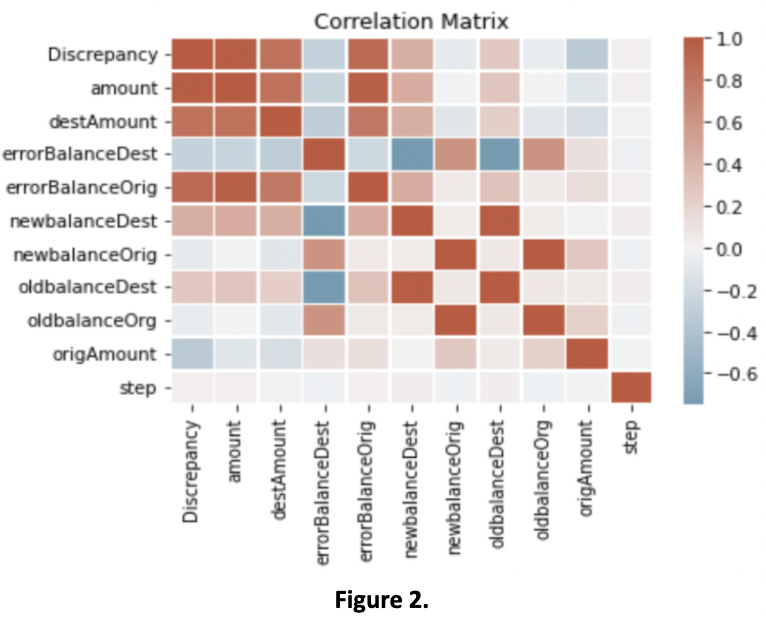 Correlation Matrix
Discrepancy
amount
destAmount
errorBalanceDest
errorBalanceOrig
newbalanceDest
newbalanceOrig
oldbalanceDest
oldbalanceOrg
origAmount
step
Discrepancy
amount
destAmount
errorBalanceDest
errorBalanceOrig
newbalanceDest
newbalanceOrig
oldbalanceDest
oldbalanceOrg
origAmount
step
1.0
0.8
0.6
0.4
0.2
0.0
−0.2
−0.4
−0.6
Figure 2.